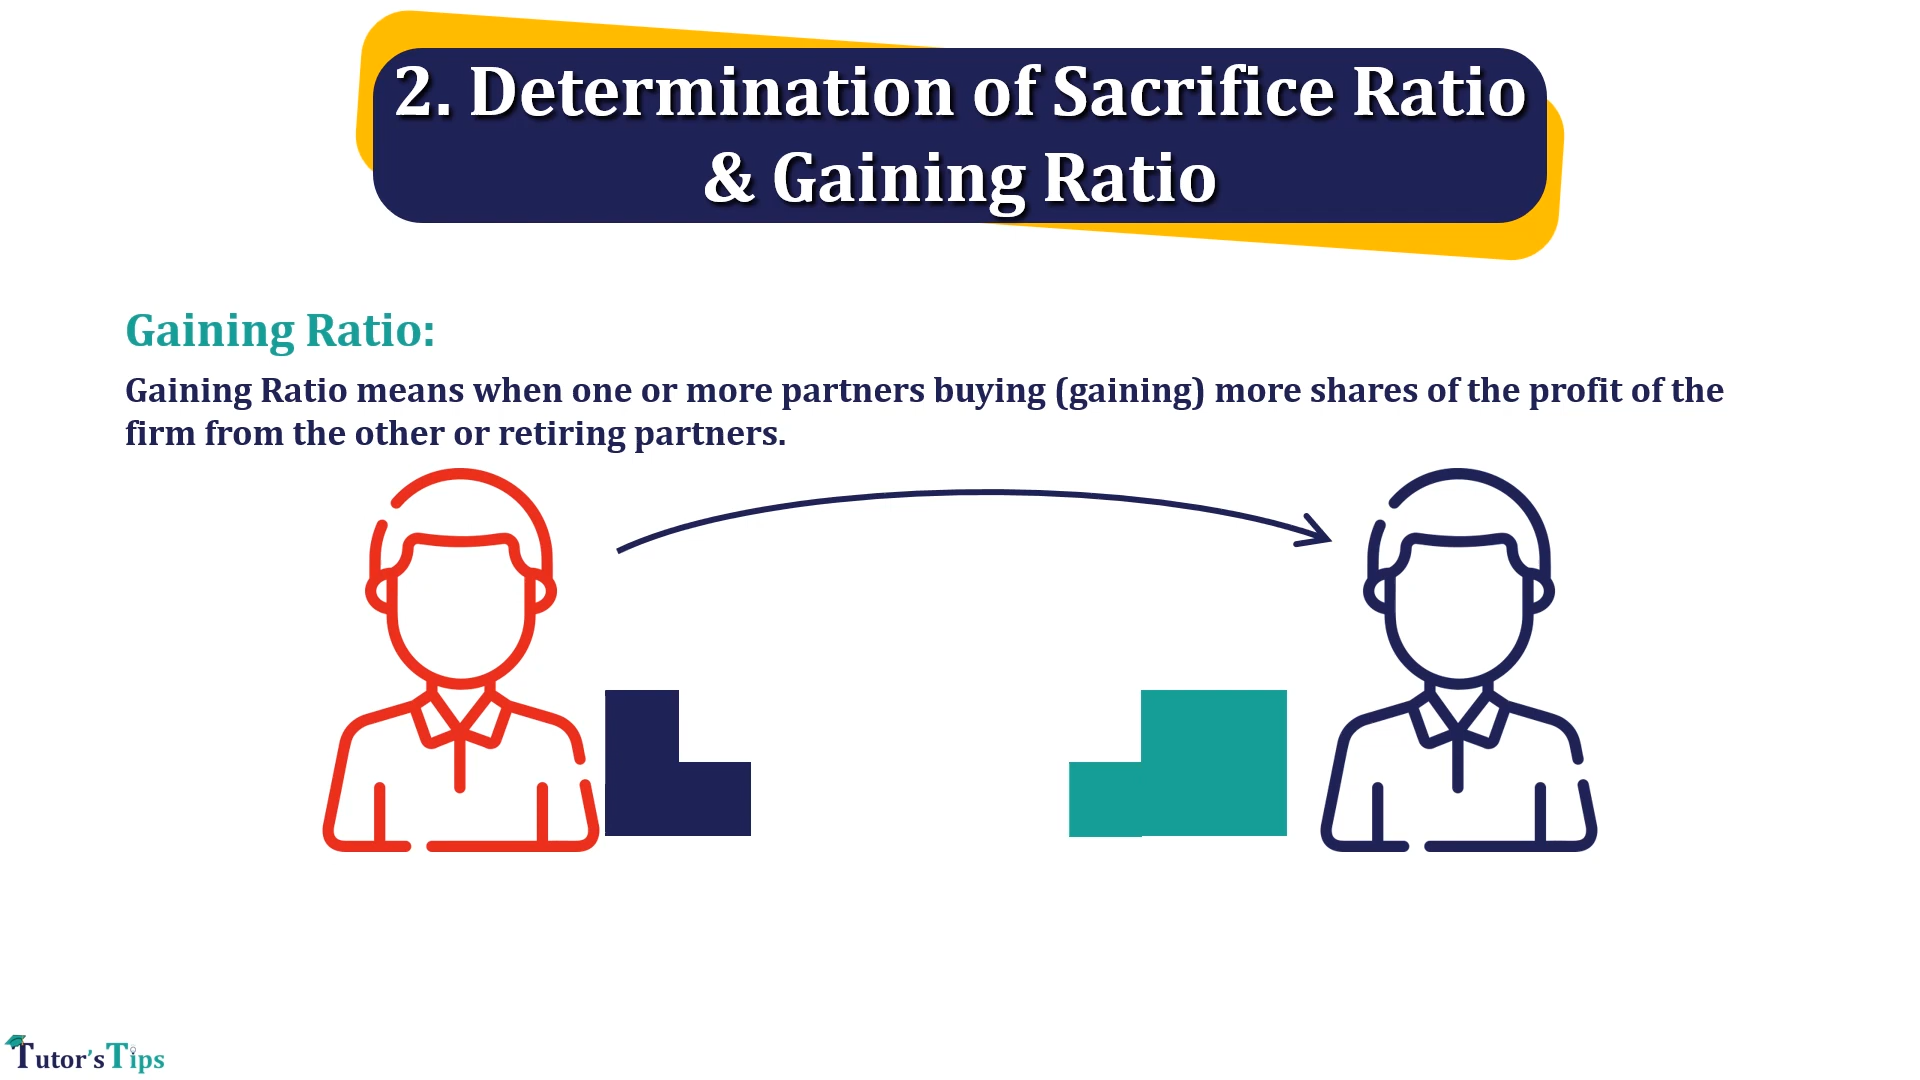 2. Determination of Sacrifice Ratio
& Gaining Ratio
Gaining Ratio:
Gaining Ratio means when one or more partners buying (gaining) more shares of the profit of the
firm from the other or retiring partners.
Tutor'sTips